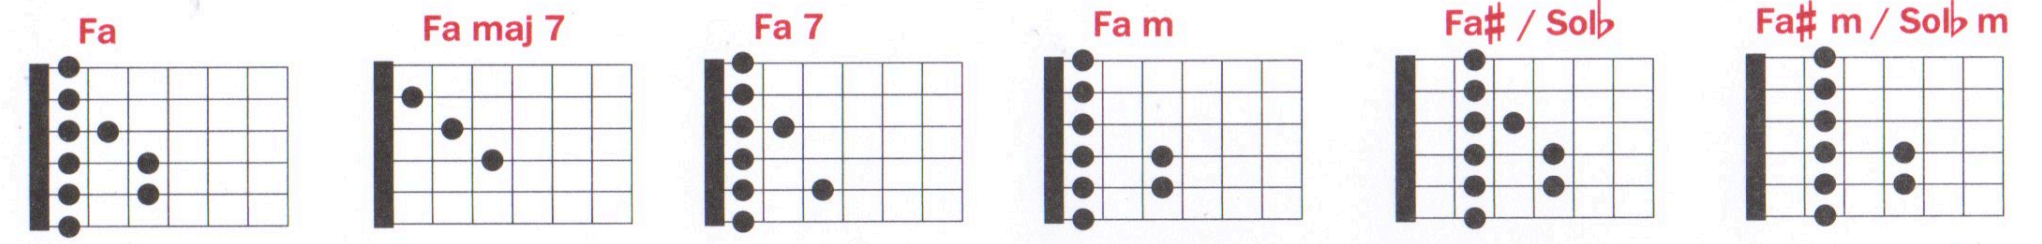 Fa
Fa maj 7
Fa 7
Fa m
Fa♯ / Sol♭
Fa♯ m / Sol♭ m